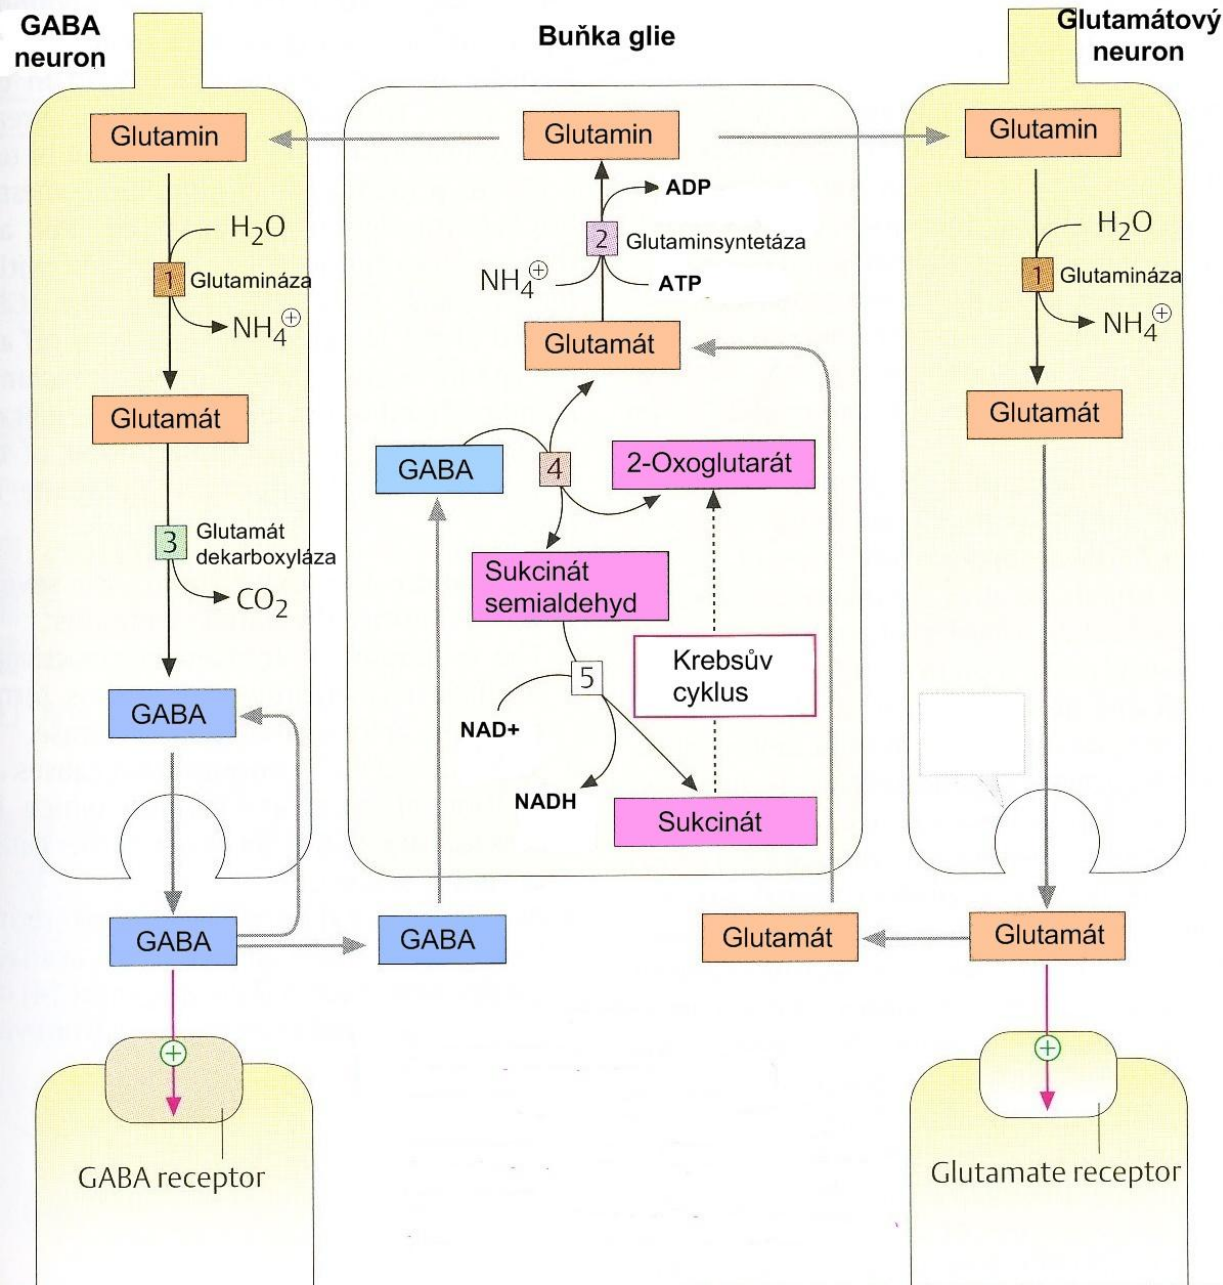 GABA
neuron
Buňka glie
Glutamátový
neuron
Glutamin
H2O
1
Glutamináza
NH4⊕
Glutamát
3
Glutamát
dekarboxyláza
CO2
GABA
GABA
GABA receptor
Glutamin
ADP
2
Glutaminsyntetáza
NH4⊕
ATP
Glutamát
GABA
4
2-Oxoglutarát
Sukcinát
semialdehyd
5
Krebsův
cyklus
NAD+
NADH
Sukcinát
GABA
Glutamát
Glutamin
H2O
1
Glutamináza
NH4⊕
Glutamát
Glutamát
Glutamate receptor
+
+